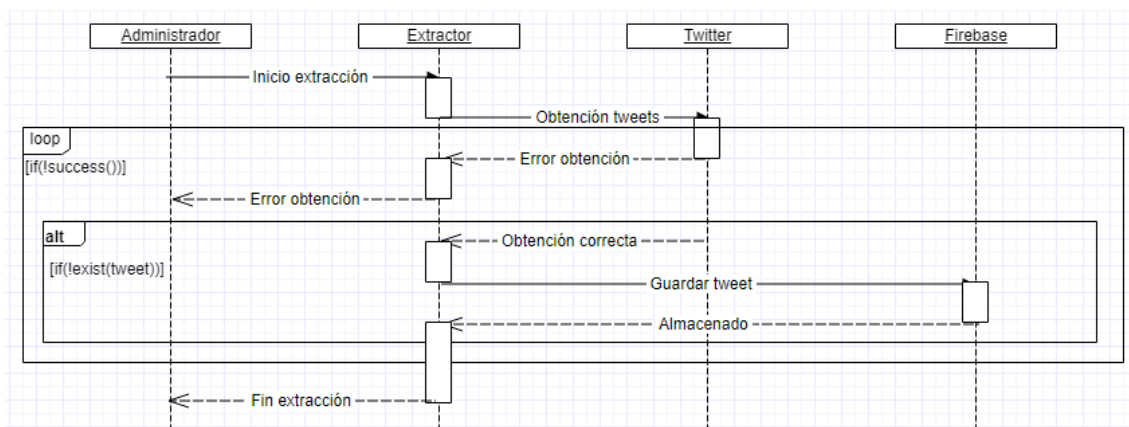 Administrador
Extractor
Twitter
Firebase
Inicio extracción
Obtención tweets
loop
[if(!success())]
Error obtención
Error obtención
alt
Obtención correcta
[if(!exist(tweet))]
Guardar tweet
Almacenado
Fin extracción